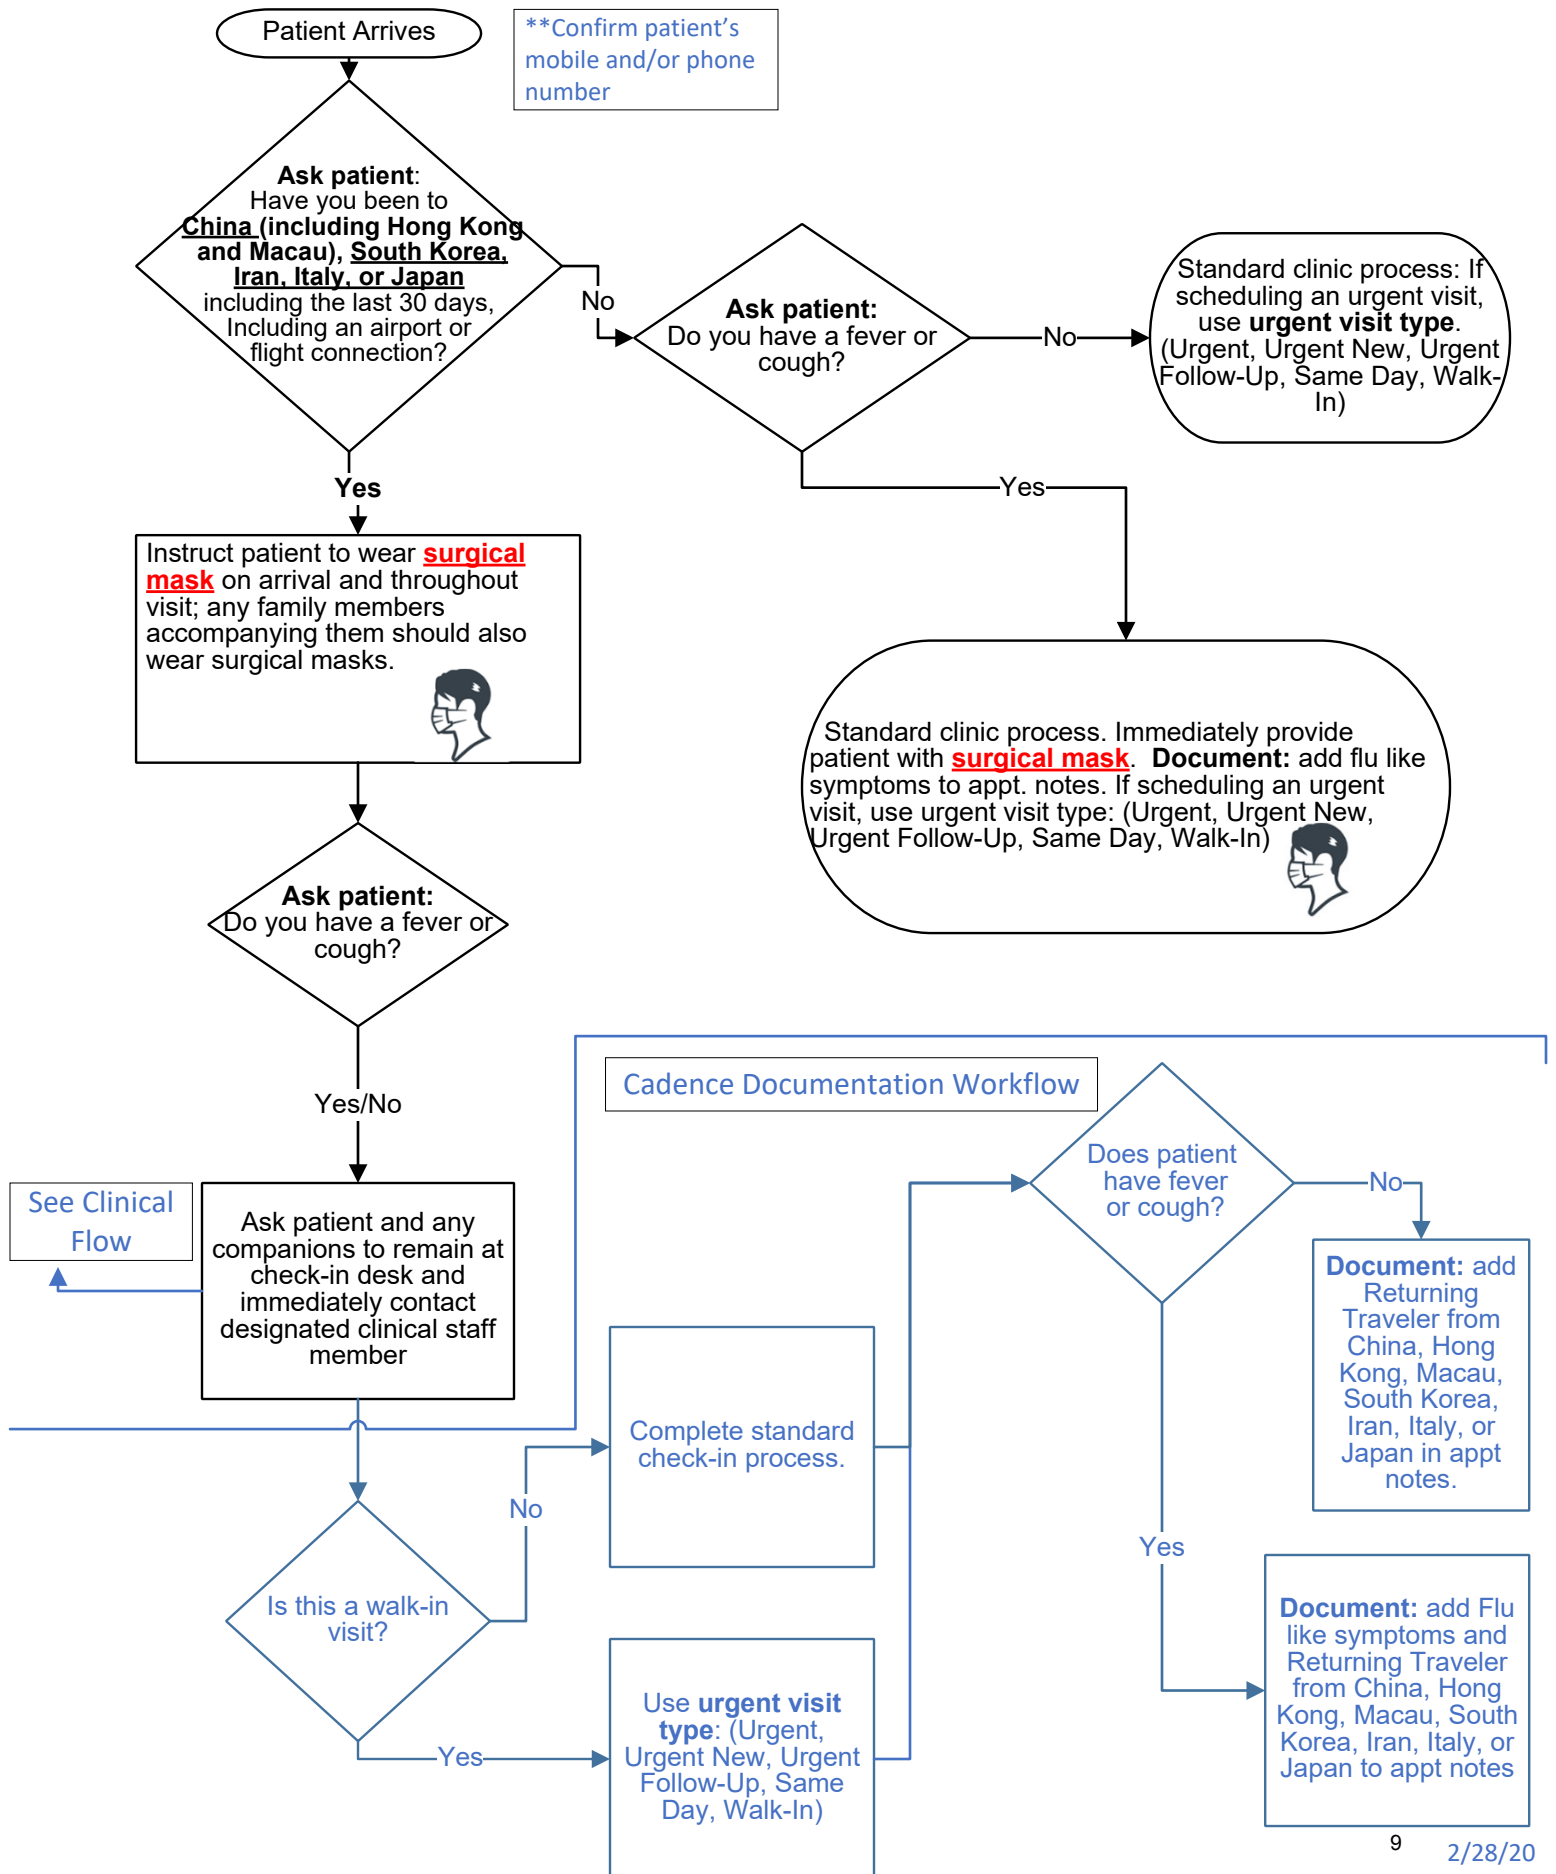 Patient Arrives
**Confirm patient's
mobile and/or phone
number
Ask patient:
Have you been to
China (including Hong Kong
and Macau), South Korea,
Iran, Italy, or Japan
including the last 30 days,
Including an airport or
flight connection?
No
Ask patient:
Do you have a fever or
cough?
No
Standard clinic process: If
scheduling an urgent visit,
use urgent visit type.
(Urgent, Urgent New, Urgent
Follow-Up, Same Day, Walk-
In)
Yes
Yes
Instruct patient to wear surgical
mask on arrival and throughout
visit; any family members
accompanying them should also
wear surgical masks.
Standard clinic process. Immediately provide
patient with surgical mask. Document: add flu like
symptoms to appt. notes. If scheduling an urgent
visit, use urgent visit type: (Urgent, Urgent New,
Urgent Follow-Up, Same Day, Walk-In)
Ask patient:
Do you have a fever or
cough?
Yes/No
Cadence Documentation Workflow
See Clinical
Flow
Ask patient and any
companions to remain at
check-in desk and
immediately contact
designated clinical staff
member
Does patient
have fever
or cough?
No
Document: add
Returning
Traveler from
China, Hong
Kong, Macau,
South Korea,
Iran, Italy, or
Japan in appt
notes.
Complete standard
check-in process.
No
Yes
Is this a walk-in
visit?
Yes
Use urgent visit
type: (Urgent,
Urgent New, Urgent
Follow-Up, Same
Day, Walk-In)
Document: add Flu
like symptoms and
Returning Traveler
from China, Hong
Kong, Macau, South
Korea, Iran, Italy, or
Japan to appt notes
9
2/28/20